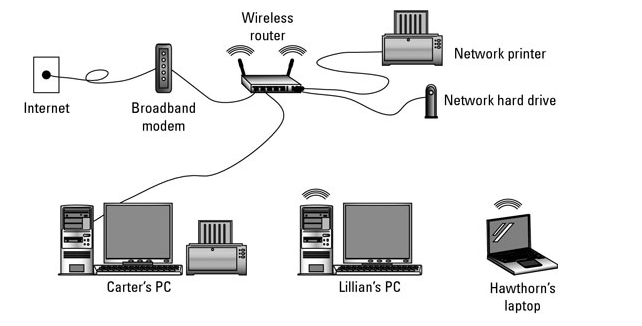 Wireless
router
Network printer
Internet
Broadband
modem
Network hard drive
Carter's PC
Lillian's PC
Hawthorn's
laptop